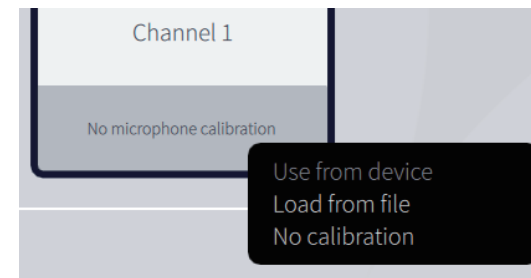 Channel 1
No microphone calibration
Use from device
Load from file
No calibration